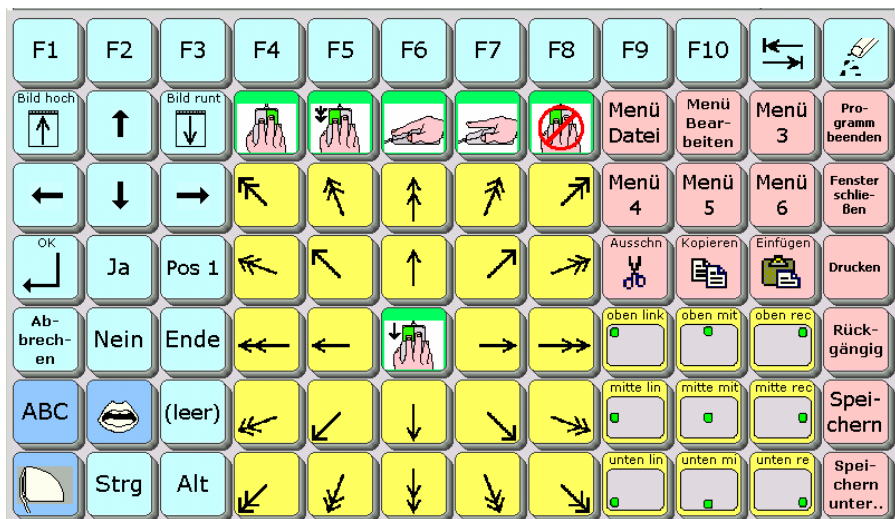 F1 F2 F3 F4 F5 F6 F7 F8 F9 F10
Bild hoch Bild runt
Menü
Datei
Menü
Bear-
beiten
Menü
3
Pro-
gramm
beenden
Menü
4
Menü
5
Menü
6
Fenster
schlie-
ßen
OK
Ja
Pos 1
Ausschn
Kopieren
Einfügen
Drucken
Ab-
brech-
en
Nein
Ende
oben link
oben mit
oben rec
Rück-
gängig
ABC
(leer)
mitte lin
mitte mit
mitte rec
Spei-
chern
Strg
Alt
unten lin
unten mi
unten re
Spei-
chern
unter..